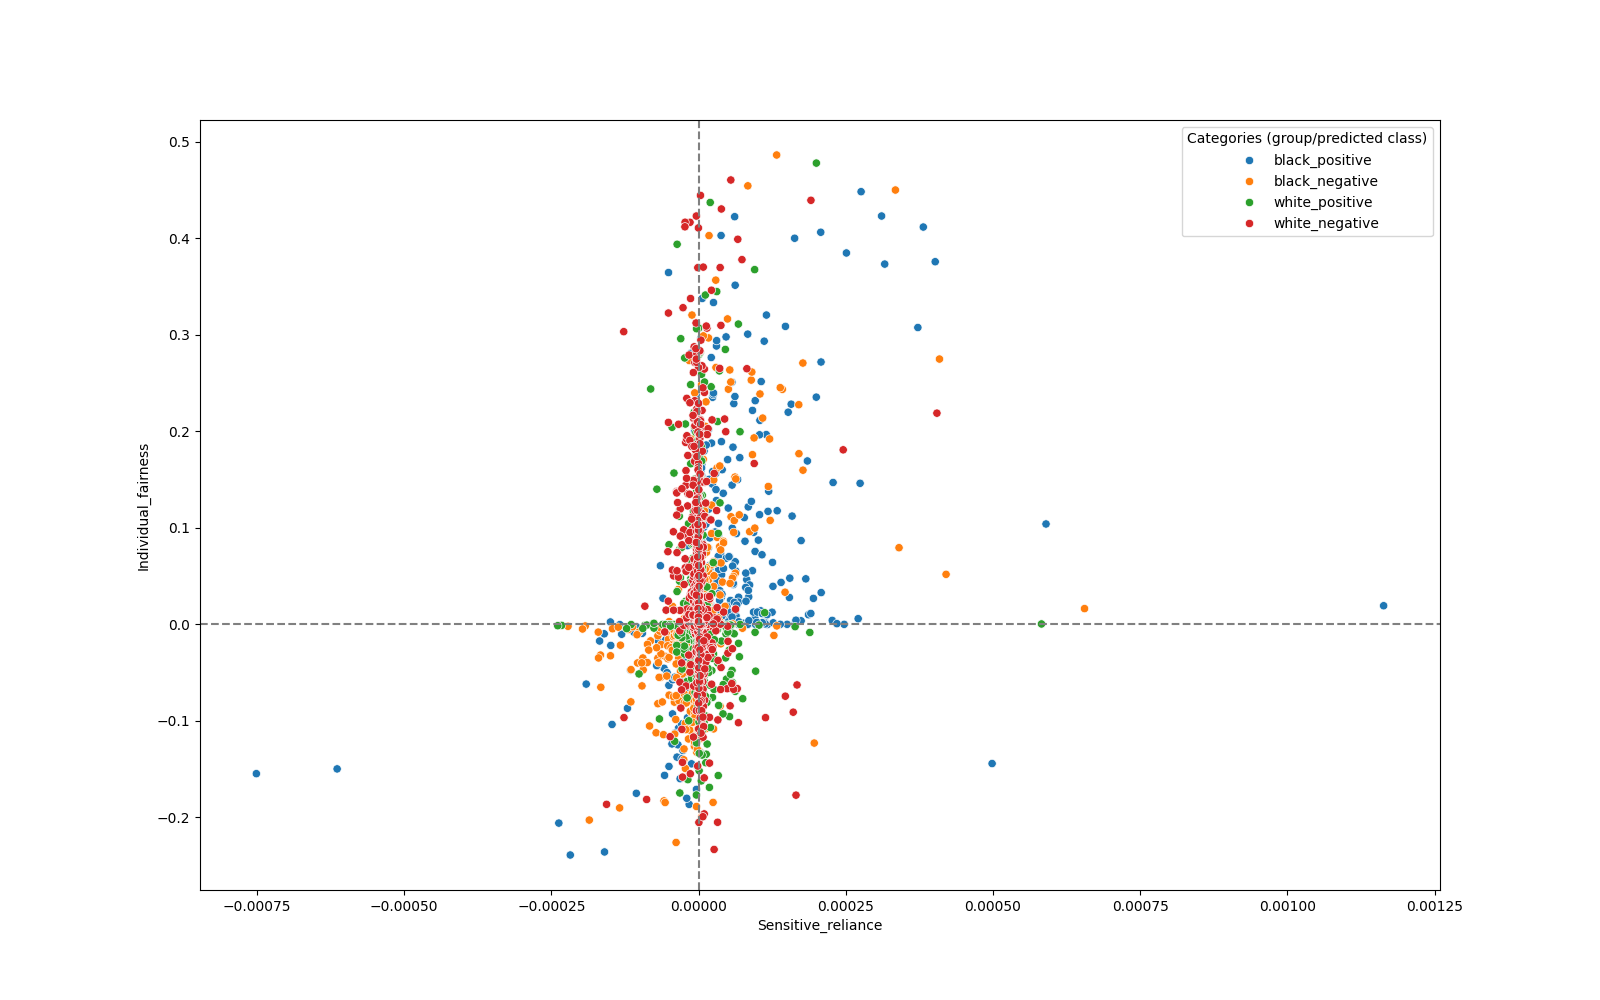 Categories (group/predicted class)
black_positive
black_negative
white_positive
white_negative
0.5
0.4
0.3
0.2
0.1
0.0
−0.1
−0.2
Individual_fairness
−0.00075
−0.00050
−0.00025
0.00000
0.00025
0.00050
0.00075
0.00100
0.00125
Sensitive_reliance